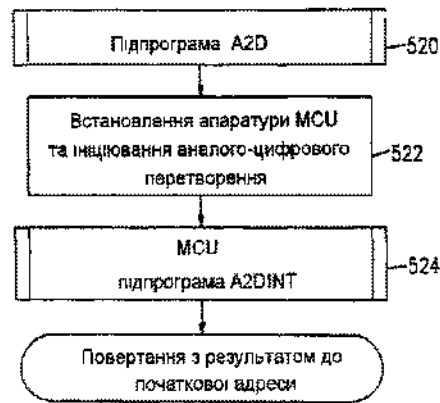 Підпрограма A2D
520
Встановлення апаратури MCU
та інацювання аналого-цифрового
перетворення
522
MCU
підпрограма A2DINT
524
Повертання з результатом до
початкової адреси